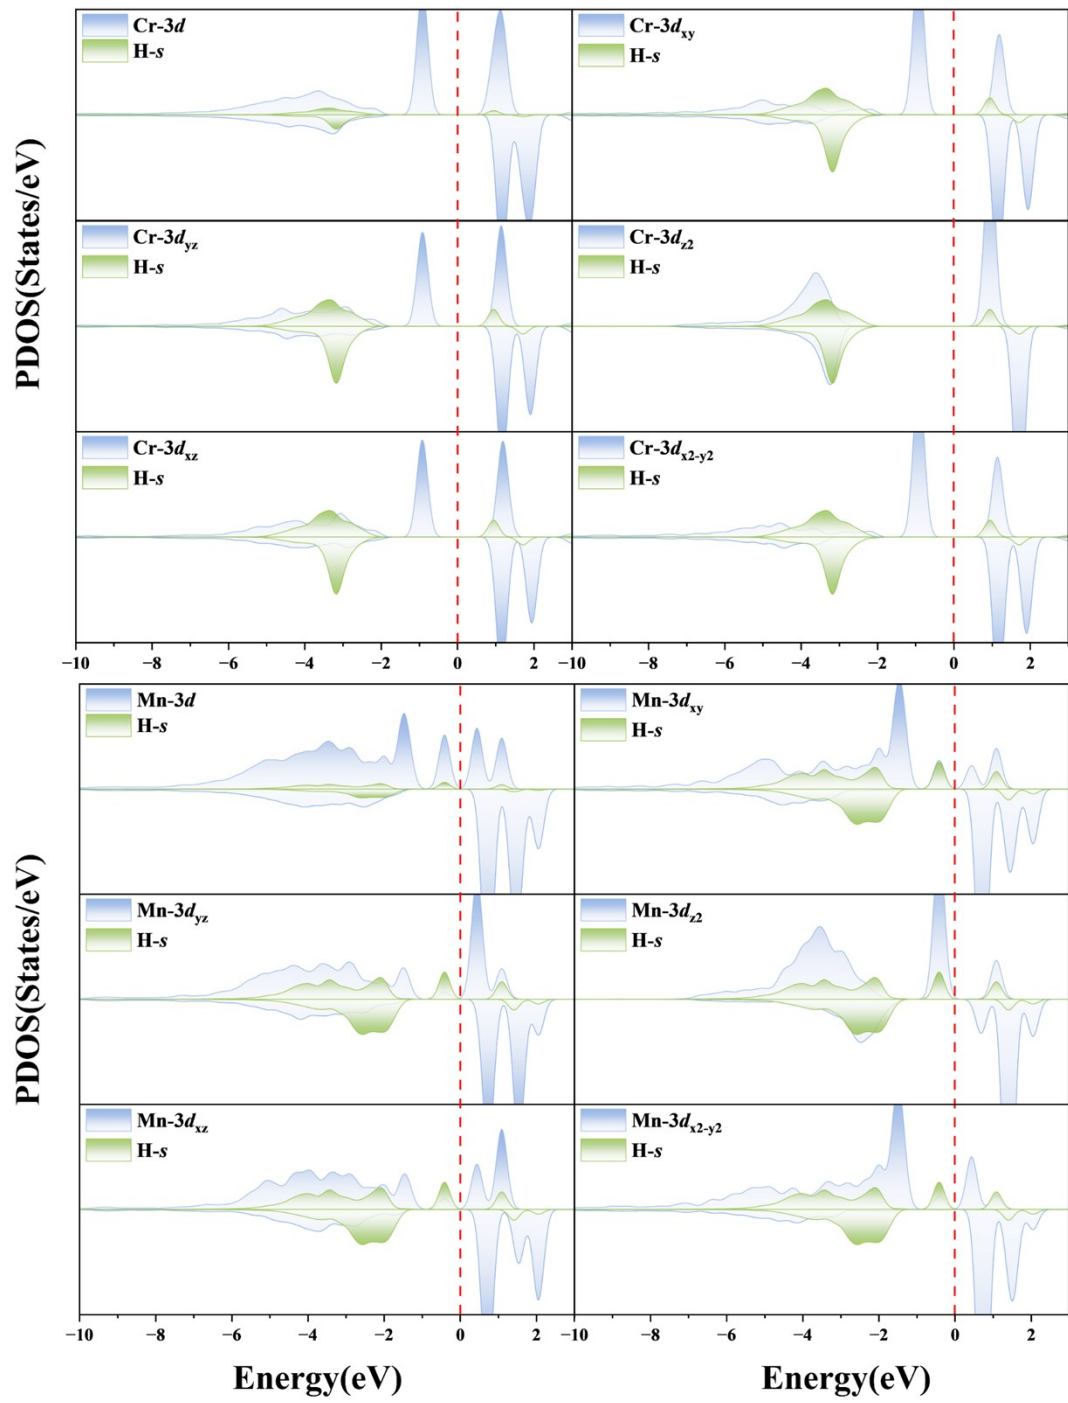 Cr-3d
H-s
Cr-3dxy
H-s
PDOS(States/eV)
Cr-3dyz
H-s
Cr-3dz2
H-s
Cr-3dxz
H-s
Cr-3dx2-y2
H-s
−10 −8 −6 −4 −2 0 2 −10 −8 −6 −4 −2 0 2
Mn-3d
H-s
Mn-3dxy
H-s
PDOS(States/eV)
Mn-3dyz
H-s
Mn-3dz2
H-s
Mn-3dxz
H-s
Mn-3dx2-y2
H-s
−10 −8 −6 −4 −2 0 2 −10 −8 −6 −4 −2 0 2
Energy(eV) Energy(eV)